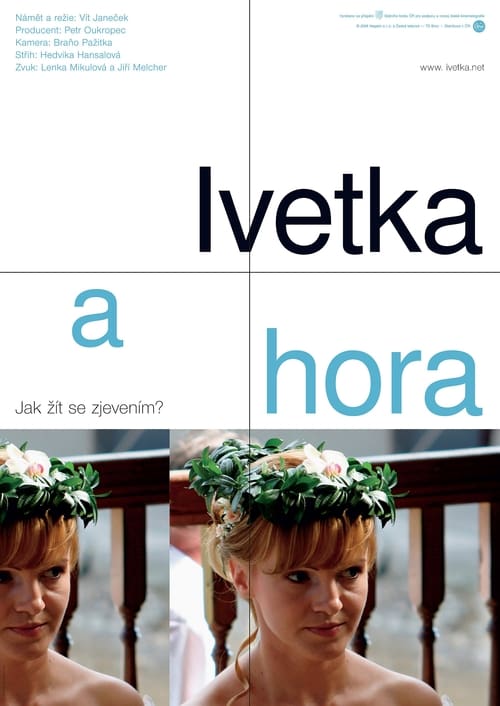 Námět a režie: Vít Janeček
Producent: Petr Oukropec
Kamera: Braňo Pažitka
Střih: Hedvika Hansalová
Zvuk: Lenka Mikulová a Jiří Melcher
www. ivetka.net
Ivetka
a
hora
Jak žít se zjevením?